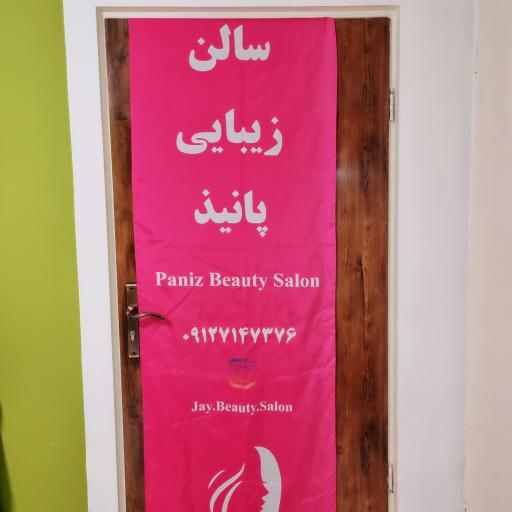 سالن
زیبایی
پانیذ
Paniz Beauty Salon
۰۹۱۲۷۱۴۷۳۷۶
Jay.Beauty.Salon